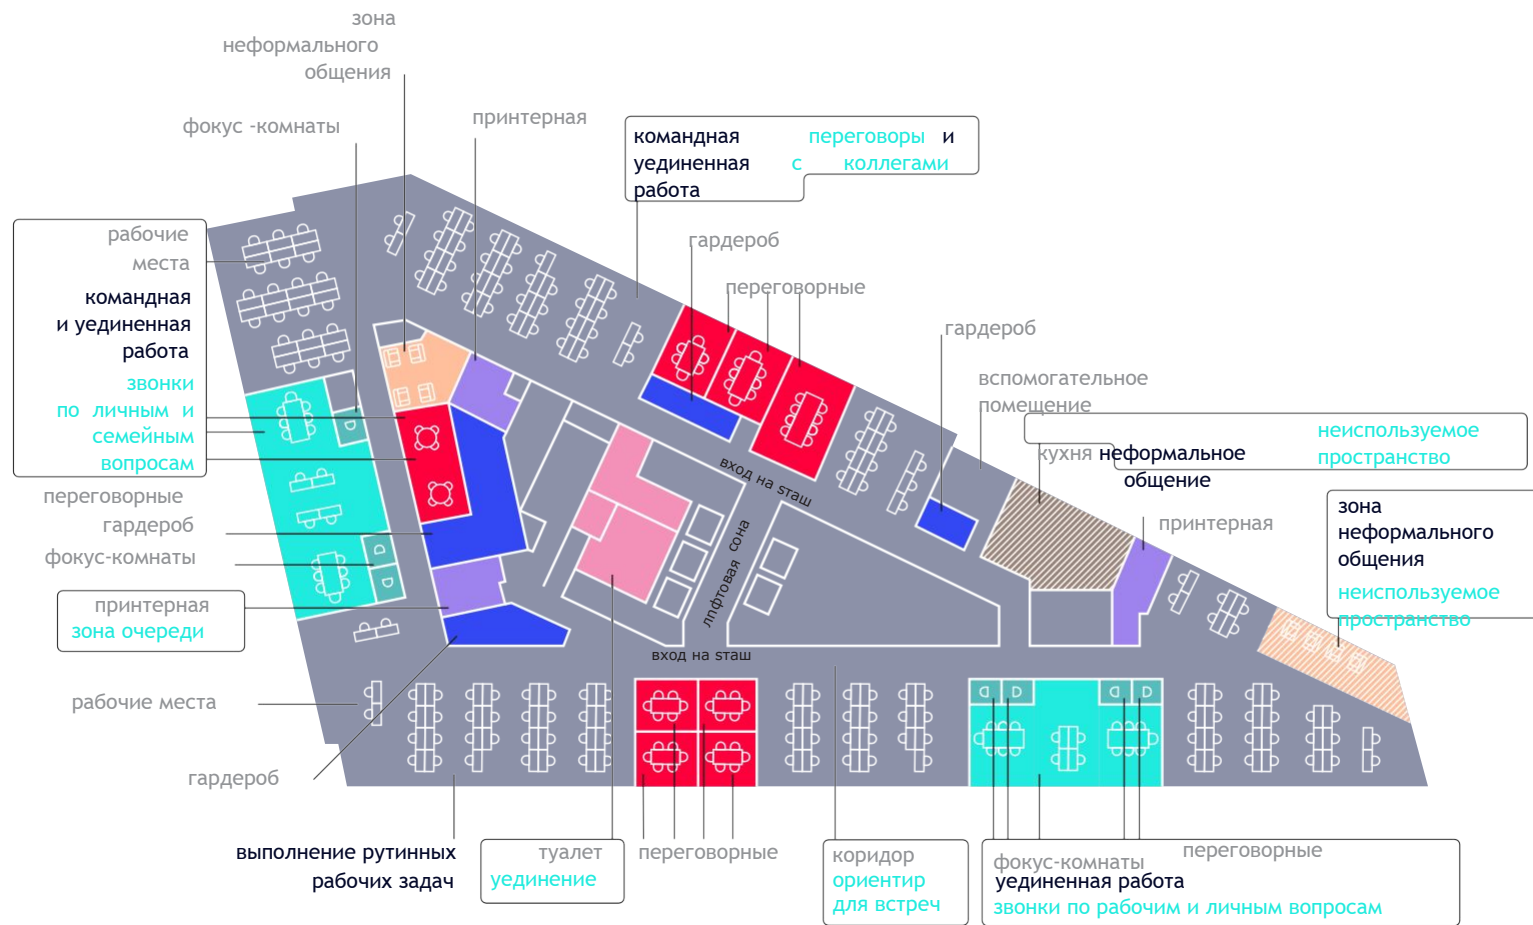 зона
неформального
общения
фокус -комнаты
принтерная
командная переговоры и
уединенная с коллегами
работа
рабочие
места
командная
и уединенная
работа
звонки
по личным и
семейным
вопросам
гардероб
переговорные
гардероб
вспомогательное
помещение
неиспользуемое
кухня неформальное пространство
общение
переговорные
гардероб
фокус-комнаты
вход на sташ
лпфтовая сона
принтерная
зона
неформального
общения
неиспользуемое
пространство
принтерная
зона очереди
вход на sташ
рабочие места
гардероб
выполнение рутинных
рабочих задач
туалет
уединение
переговорные
коридор
ориентир
для встреч
фокус-комнаты переговорные
уединенная работа
звонки по рабочим и личным вопросам